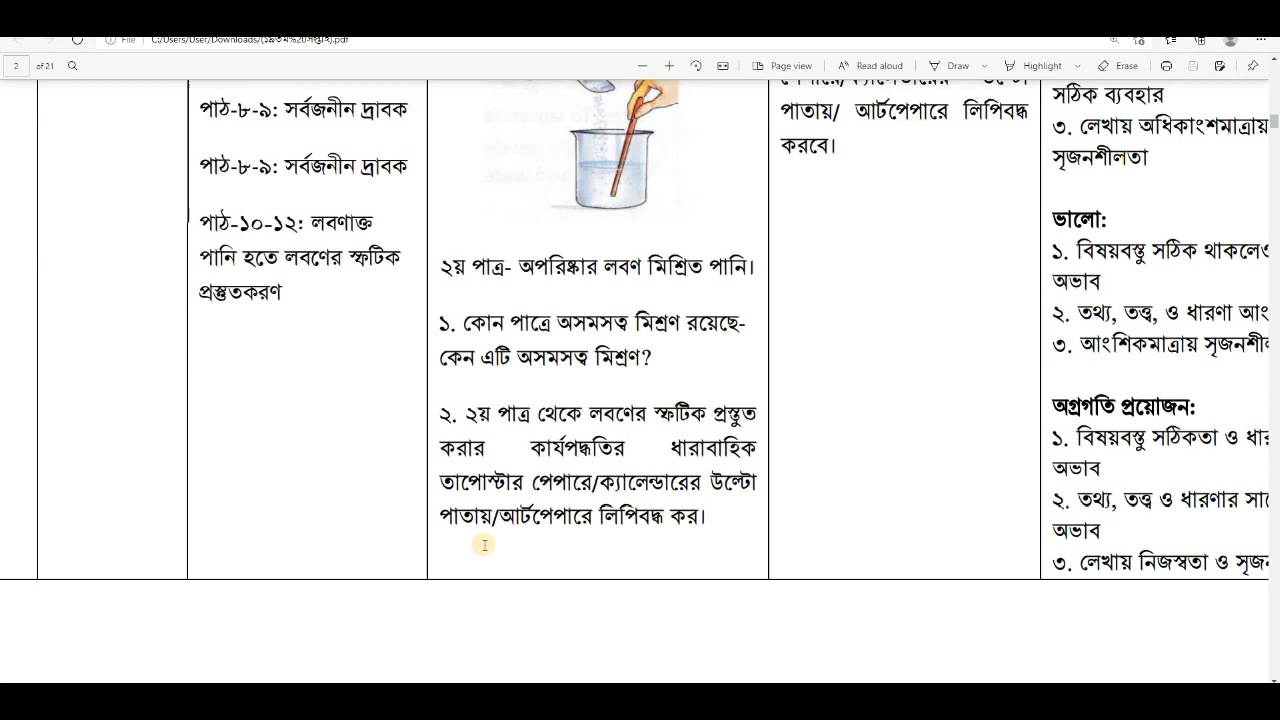 File
C:/Users/User/Downloads/(১৯তম%20সপ্তাহ).pdf
2 of 21
Page view
Read aloud
Draw
Highlight
Erase
পাঠ-৮-৯: সর্বজনীন দ্রাবক
পাঠ-৮-৯: সর্বজনীন দ্রাবক
পাঠ-১০-১২: লবণাক্ত
পানি হতে লবণের স্ফটিক
প্রস্তুতকরণ
২য় পাত্র- অপরিষ্কার লবণ মিশ্রিত পানি।
১. কোন পাত্রে অসমসত্ব মিশ্রণ রয়েছে-
কেন এটি অসমসত্ব মিশ্রণ?
২. ২য় পাত্র থেকে লবণের স্ফটিক প্রস্তুত
করার কার্যপদ্ধতির ধারাবাহিক
তাপোস্টার পেপারে/ক্যালেন্ডারের উল্টো
পাতায়/আর্টপেপারে লিপিবদ্ধ কর।
পেপারে/ক্যালেন্ডারের উল্টো
পাতায়/ আর্টপেপারে লিপিবদ্ধ
করবে।
সঠিক ব্যবহার
৩. লেখায় অধিকাংশমাত্রায়
সৃজনশীলতা
ভালো:
১. বিষয়বস্তু সঠিক থাকলেও
অভাব
২. তথ্য, তত্ত্ব, ও ধারণা আং
৩. আংশিকমাত্রায় সৃজনশী
অগ্রগতি প্রয়োজন:
১. বিষয়বস্তু সঠিকতা ও ধার
অভাব
২. তথ্য, তত্ত্ব ও ধারণার সা
অভাব
৩. লেখায় নিজস্বতা ও সৃজ